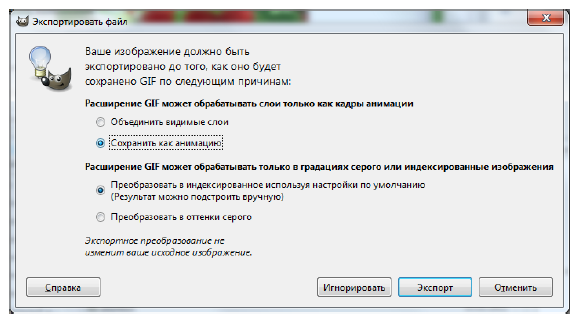 Экспортировать файл
Ваше изображение должно быть
экспортировано до того, как оно будет
сохранено GIF по следующим причинам:
Расширение GIF может обрабатывать слои только как кадры анимации
Объединить видимые слои
Сохранить как анимацию
Расширение GIF может обрабатывать только в градациях серого или индексированные изображения
Преобразовать в индексированное используя настройки по умолчанию
(Результат можно подстроить вручную)
Преобразовать в оттенки серого
Экспортное преобразование не
изменит ваше исходное изображение.
Справка Игнорировать Экспорт Отменить